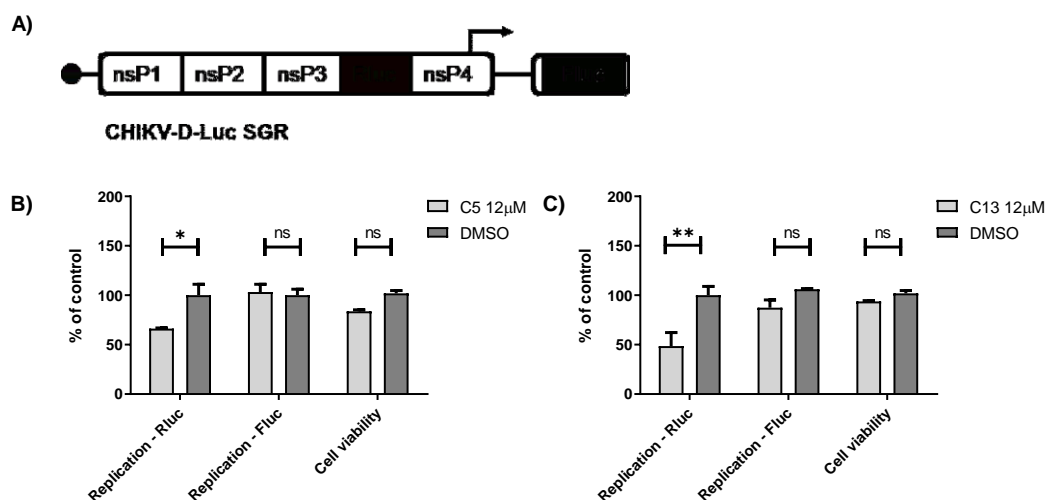 A)
nsP1 nsP2 nsP3 nsP4
CHIKV-D-Luc SGR
B)
200
150
100
50
0
% of control
* ns ns
C5 12μM
DMSO
Replication - Rluc
Replication - Fluc
Cell viability
C)
200
150
100
50
0
% of control
** ns ns
C13 12μM
DMSO
Replication - Rluc
Replication - Fluc
Cell viability